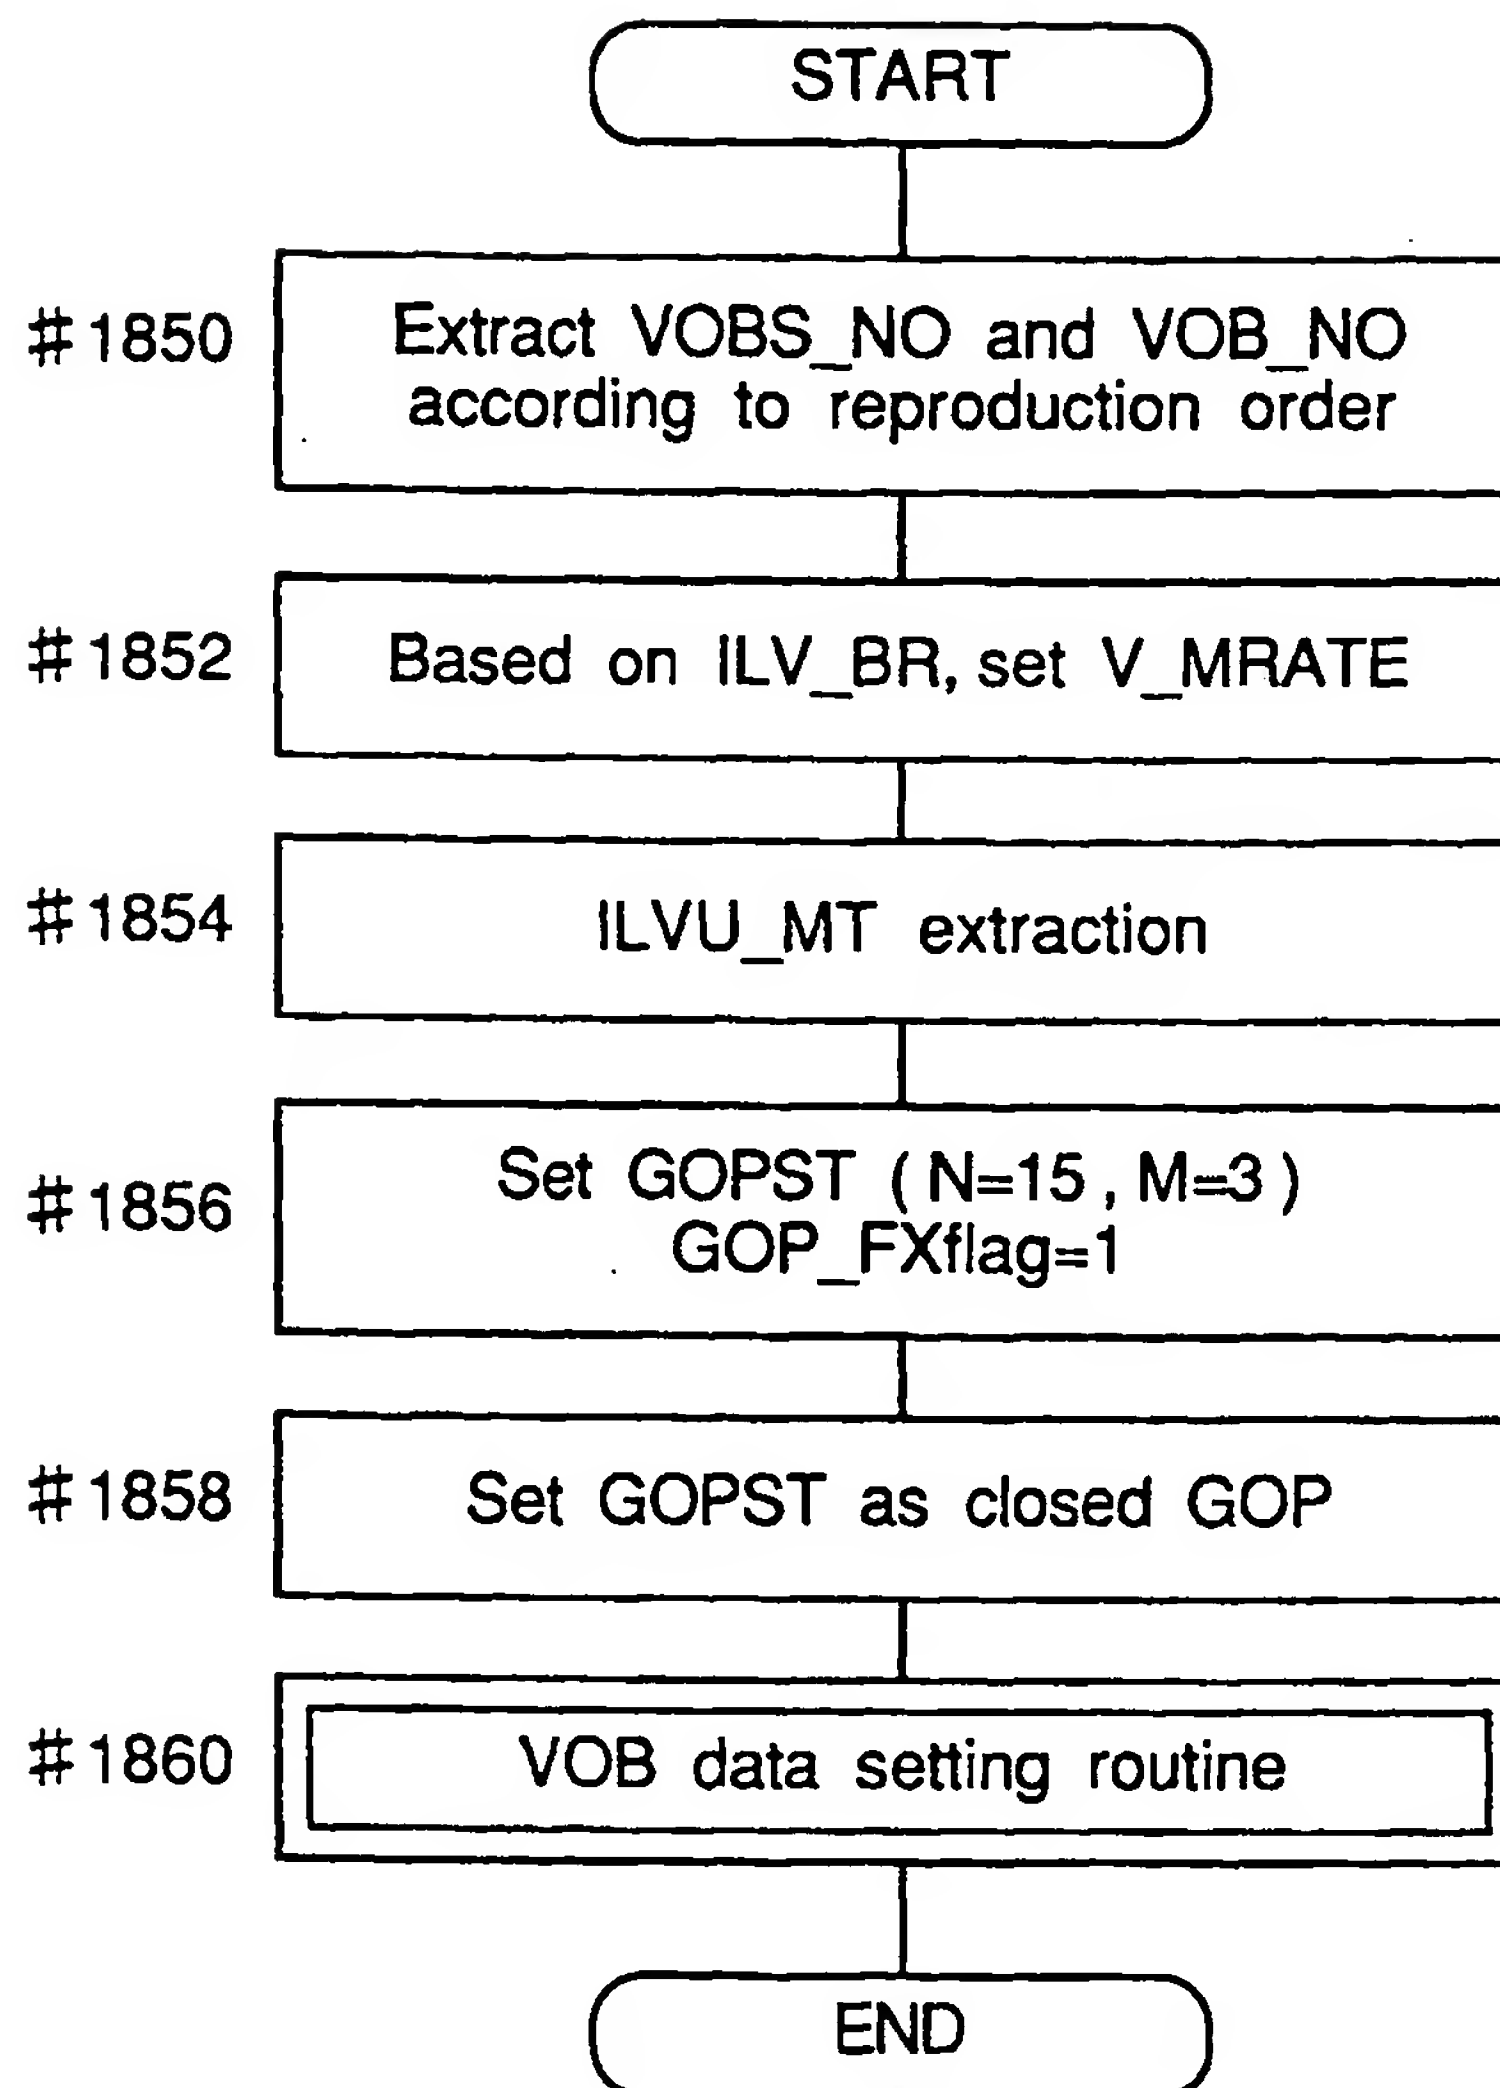 START
#1850
Extract VOBS_NO and VOB_NO
according to reproduction order
#1852
Based on ILV_BR, set V_MRATE
#1854
ILVU_MT extraction
#1856
Set GOPST (N=15, M=3)
GOP_FXflag=1
#1858
Set GOPST as closed GOP
#1860
VOB data setting routine
END